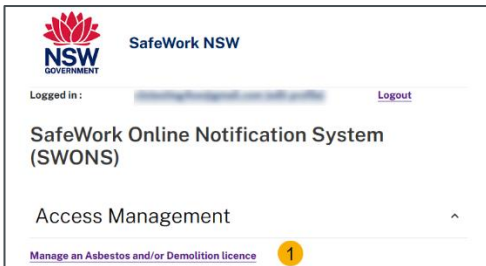 NSW
GOVERNMENT
SafeWork NSW
Logged in :
Logout
SafeWork Online Notification System
(SWONS)
Access Management
Manage an Asbestos and/or Demolition licence
1